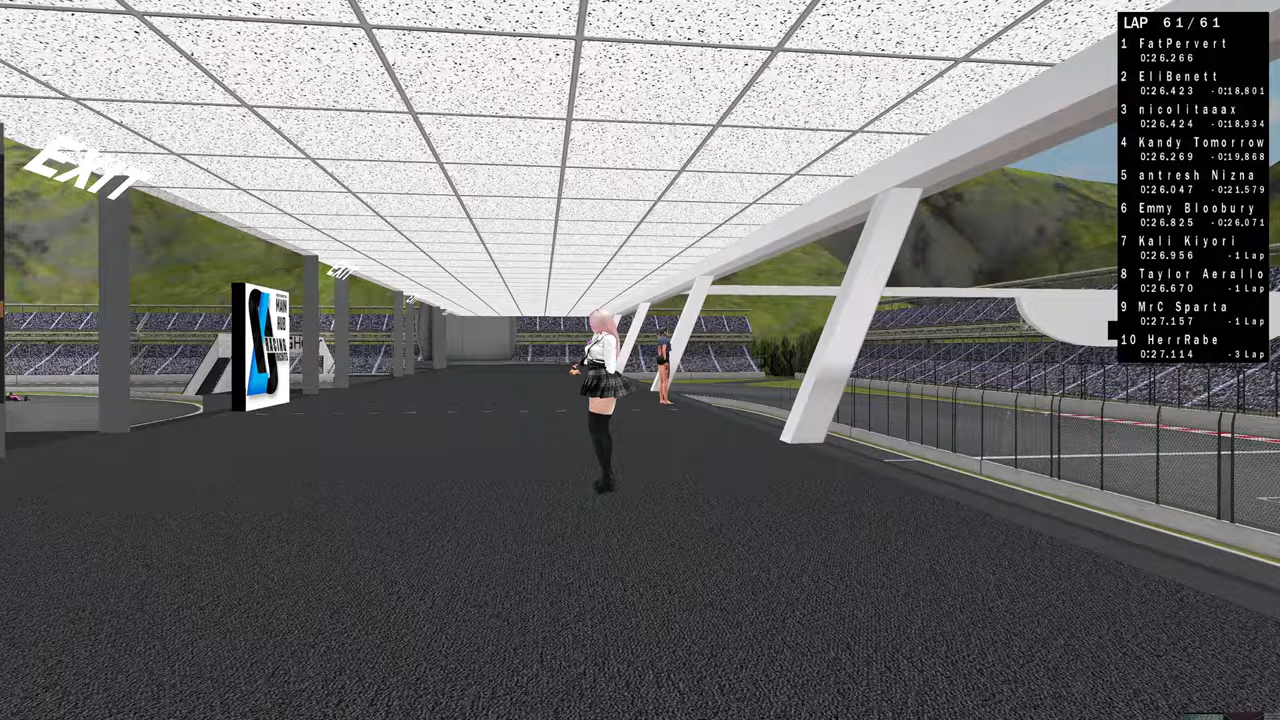 LAP 61/61
1 FatPervert
0:26.266
2 EliBenett
0:26.423 -0:18.801
3 nicolitaaax
0:26.424 -0:18.934
4 Kandy Tomorrow
0:26.269 -0:19.868
5 antresh Nizna
0:26.047 -0:21.579
6 Emmy Bloobury
0:26.825 -0:26.071
7 Kali Kiyori
0:26.956 -1 Lap
8 Taylor Aerallo
0:26.670 -1 Lap
9 MrC Sparta
0:27.157 -1 Lap
10 HerrRabe
0:27.114 -3 Lap
EXIT
EXIT
MAIN
HUB
RACING